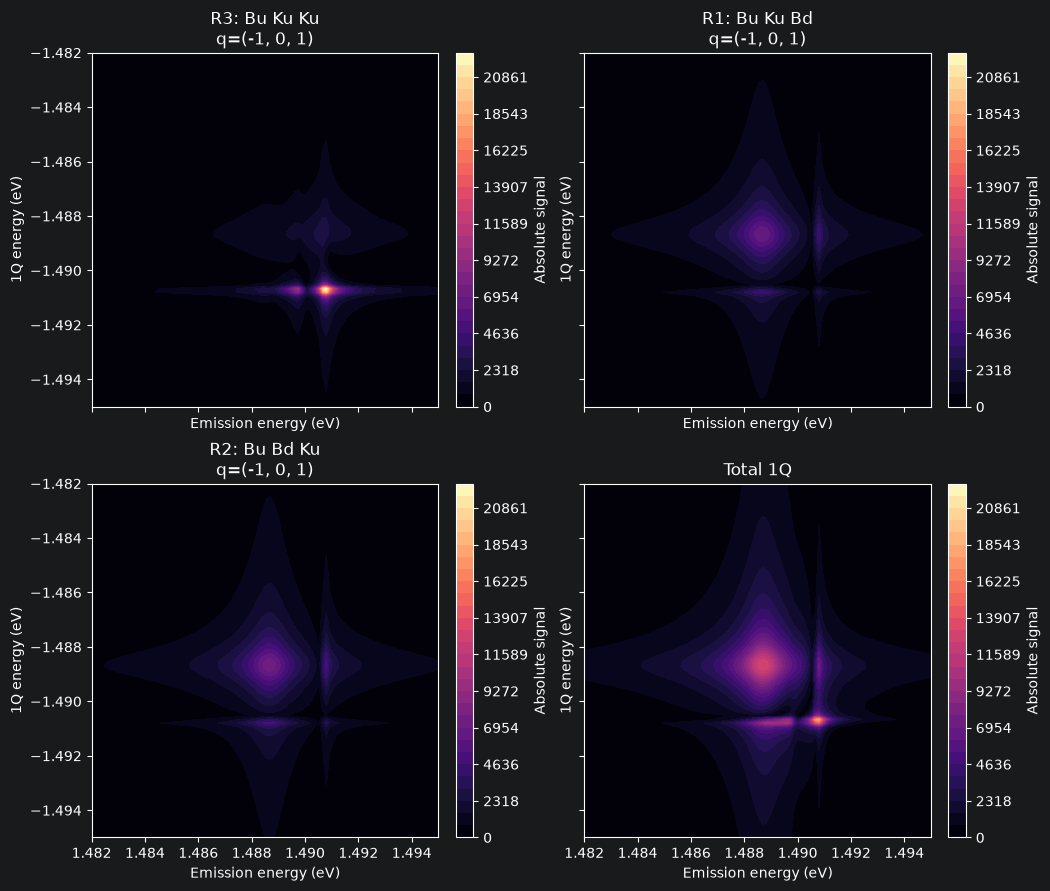 R3: Bu Ku Ku
q=(-1, 0, 1)
−1.482
−1.484
−1.486
−1.488
−1.490
−1.492
−1.494
1Q energy (eV)
Emission energy (eV)
20861
18543
16225
13907
11589
9272
6954
4636
2318
0
Absolute signal
R1: Bu Ku Bd
q=(-1, 0, 1)
1Q energy (eV)
Emission energy (eV)
20861
18543
16225
13907
11589
9272
6954
4636
2318
0
Absolute signal
R2: Bu Bd Ku
q=(-1, 0, 1)
−1.482
−1.484
−1.486
−1.488
−1.490
−1.492
−1.494
1Q energy (eV)
1.482 1.484 1.486 1.488 1.490 1.492 1.494
Emission energy (eV)
20861
18543
16225
13907
11589
9272
6954
4636
2318
0
Absolute signal
Total 1Q
1Q energy (eV)
1.482 1.484 1.486 1.488 1.490 1.492 1.494
Emission energy (eV)
20861
18543
16225
13907
11589
9272
6954
4636
2318
0
Absolute signal